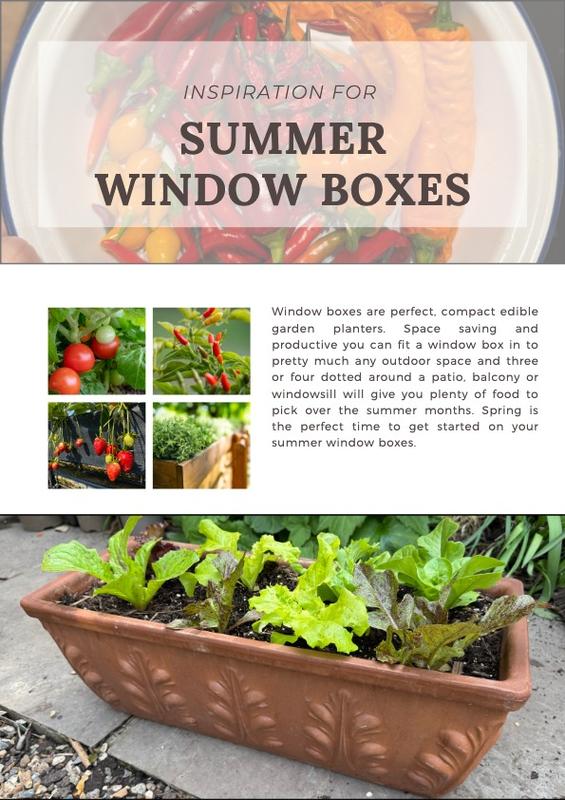 INSPIRATION FOR
SUMMER
WINDOW BOXES
Window boxes are perfect, compact edible
garden planters. Space saving and
productive you can fit a window box in to
pretty much any outdoor space and three
or four dotted around a patio, balcony or
windowsill will give you plenty of food to
pick over the summer months. Spring is
the perfect time to get started on your
summer window boxes.